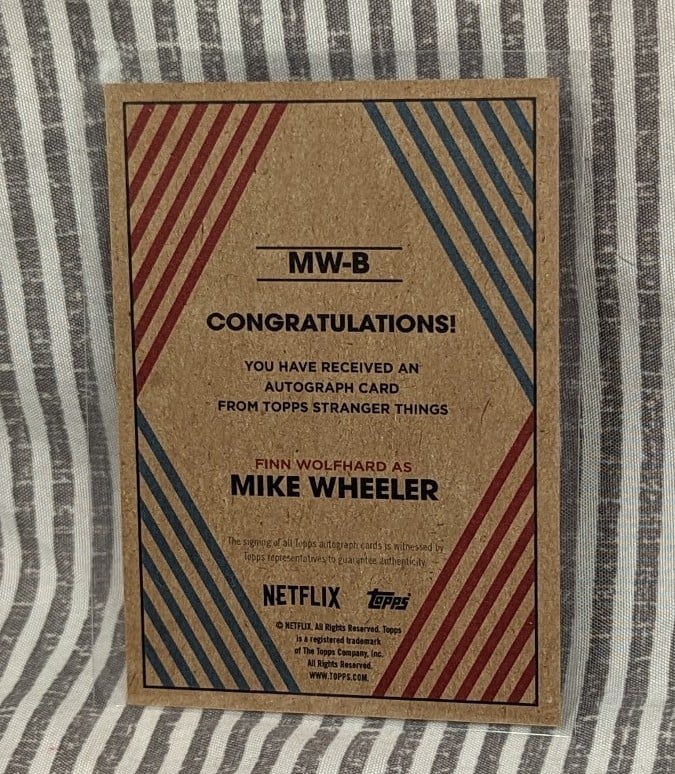 MW-B
CONGRATULATIONS!
YOU HAVE RECEIVED AN
AUTOGRAPH CARD
FROM TOPPS STRANGER THINGS
FINN WOLFHARD AS
MIKE WHEELER
The signing of all Topps autograph cards is witnessed by
Topps representatives to guarantee authenticity.
NETFLIX topps
© NETFLIX. All Rights Reserved. Topps
is a registered trademark
of The Topps Company, Inc.
All Rights Reserved.
WWW.TOPPS.COM.